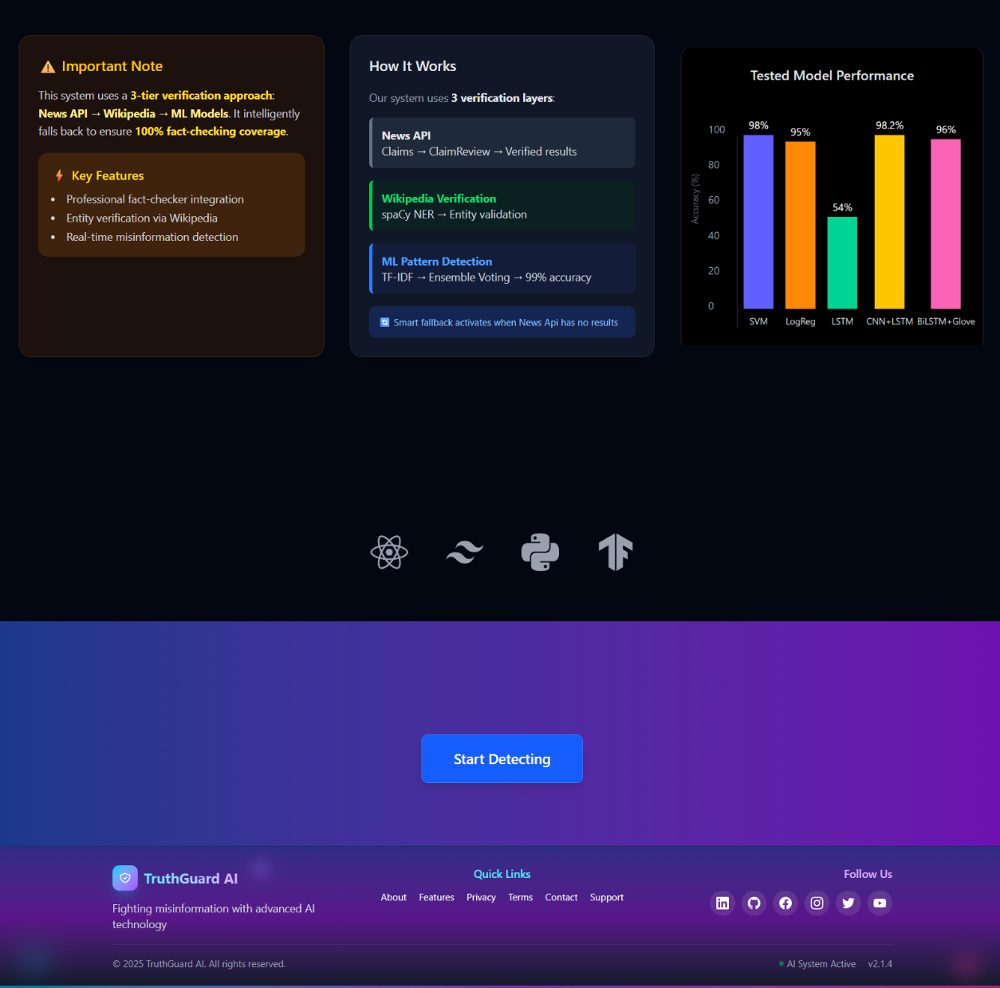 Important Note
This system uses a 3-tier verification approach:
News API → Wikipedia → ML Models. It intelligently
falls back to ensure 100% fact-checking coverage.
Key Features
Professional fact-checker integration
Entity verification via Wikipedia
Real-time misinformation detection
How It Works
Our system uses 3 verification layers:
News API
Claims → ClaimReview → Verified results
Wikipedia Verification
spaCy NER → Entity validation
ML Pattern Detection
TF-IDF → Ensemble Voting → 99% accuracy
Smart fallback activates when News Api has no results
Tested Model Performance
Accuracy (%)
100
80
60
40
20
0
98%
95%
54%
98.2%
96%
SVM
LogReg
LSTM
CNN+LSTM
BiLSTM+Glove
Start Detecting
TruthGuard AI
Fighting misinformation with advanced AI
technology
Quick Links
About Features Privacy Terms Contact Support
Follow Us
© 2025 TruthGuard AI. All rights reserved.
AI System Active v2.1.4